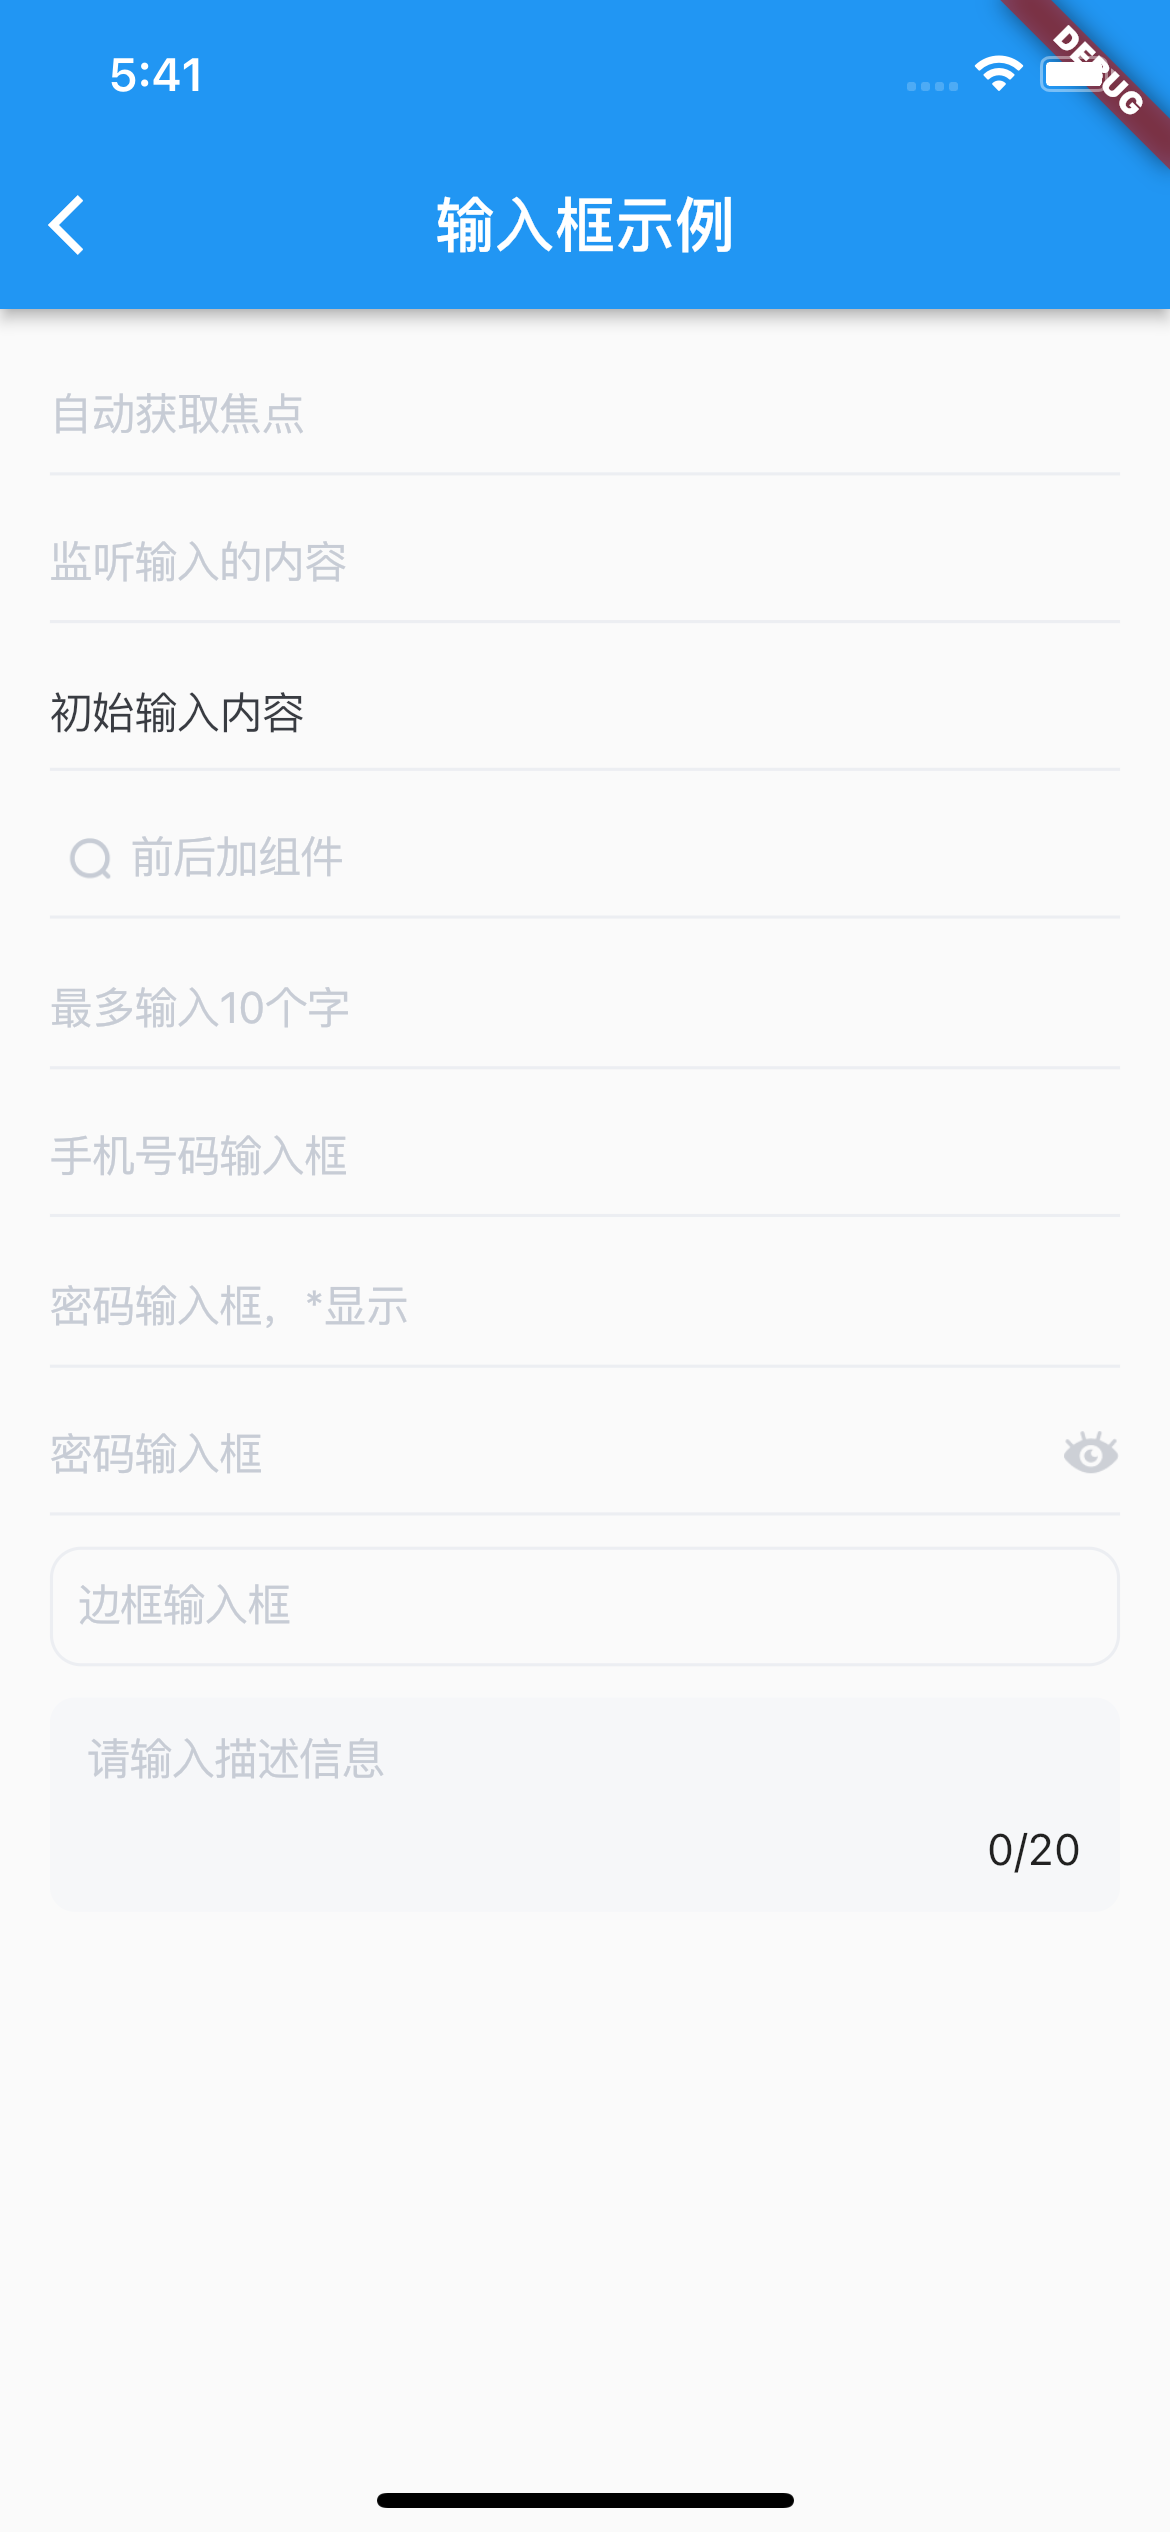 5:41
DEBUG
输入框示例
自动获取焦点
监听输入的内容
初始输入内容
前后加组件
最多输入10个字
手机号码输入框
密码输入框，*显示
密码输入框
边框输入框
请输入描述信息
0/20